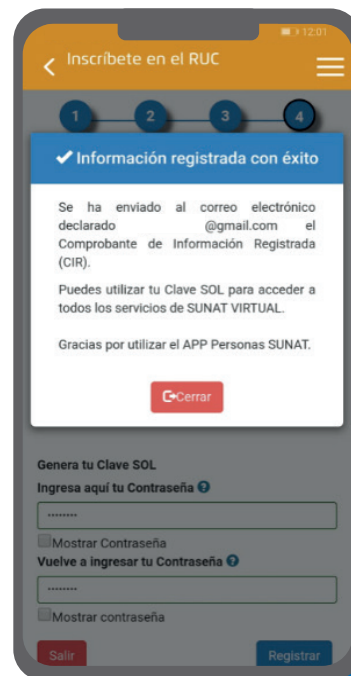 12:01
Inscríbete en el RUC
1 2 3 4
Información registrada con éxito
Se ha enviado al correo electrónico
declarado @gmail.com el
Comprobante de Información Registrada
(CIR).
Puedes utilizar tu Clave SOL para acceder a
todos los servicios de SUNAT VIRTUAL.
Gracias por utilizar el APP Personas SUNAT.
Cerrar
Genera tu Clave SOL
Ingresa aquí tu Contraseña ?
········
Mostrar Contraseña
Vuelve a ingresar tu Contraseña ?
········
Mostrar contraseña
Salir Registrar